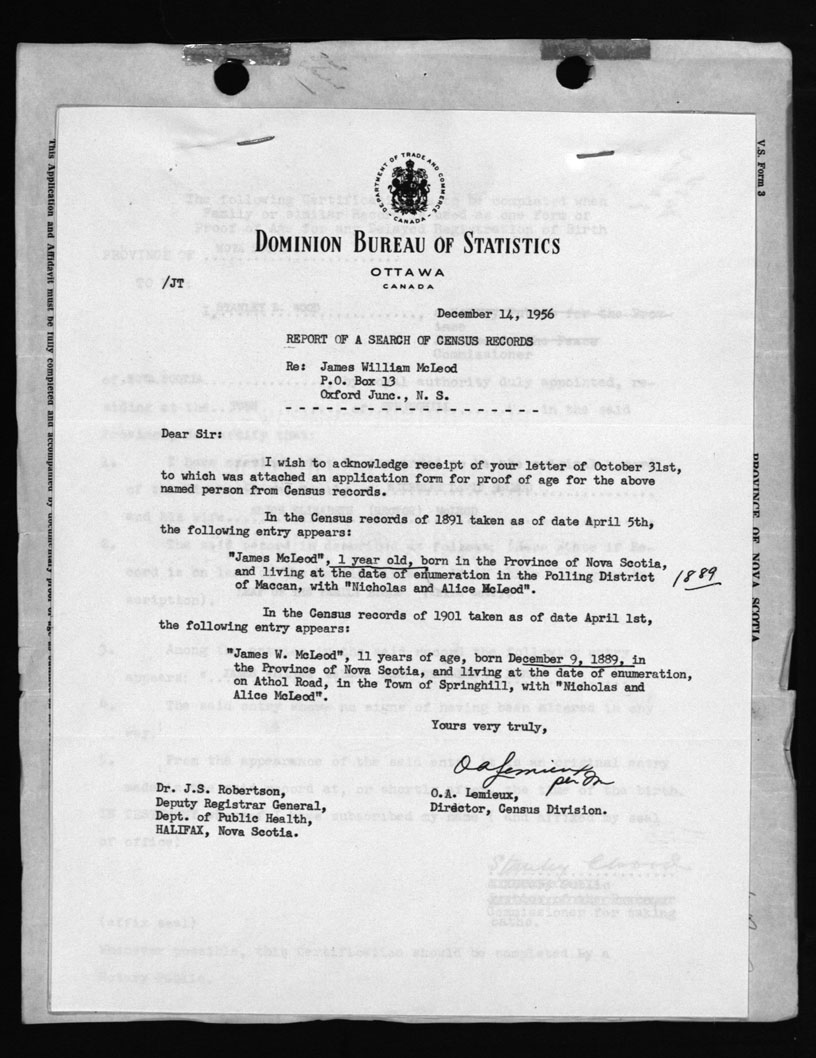 DEPARTMENT OF TRADE AND COMMERCE
CANADA
DOMINION BUREAU OF STATISTICS
OTTAWA
CANADA
/JT
December 14, 1956
REPORT OF A SEARCH OF CENSUS RECORDS
Re: James William McLeod
P.O. Box 13
Oxford Junc., N. S.
Dear Sir:
I wish to acknowledge receipt of your letter of October 31st,
to which was attached an application form for proof of age for the above
named person from Census records.
In the Census records of 1891 taken as of date April 5th,
the following entry appears:
"James McLeod", 1 year old, born in the Province of Nova Scotia,
and living at the date of enumeration in the Polling District
of Maccan, with "Nicholas and Alice McLeod".
1889
In the Census records of 1901 taken as of date April 1st,
the following entry appears:
"James W. McLeod", 11 years of age, born December 9, 1889, in
the Province of Nova Scotia, and living at the date of enumeration,
on Athol Road, in the Town of Springhill, with "Nicholas and
Alice McLeod".
Yours very truly,
O A Lemieux
per
O.A. Lemieux,
Director, Census Division.
Dr. J.S. Robertson,
Deputy Registrar General,
Dept. of Public Health,
HALIFAX, Nova Scotia.
V.S. Form 3
PROVINCE OF NOVA SCOTIA
This Application and Affidavit must be fully completed and accompanied by documentary proof of age